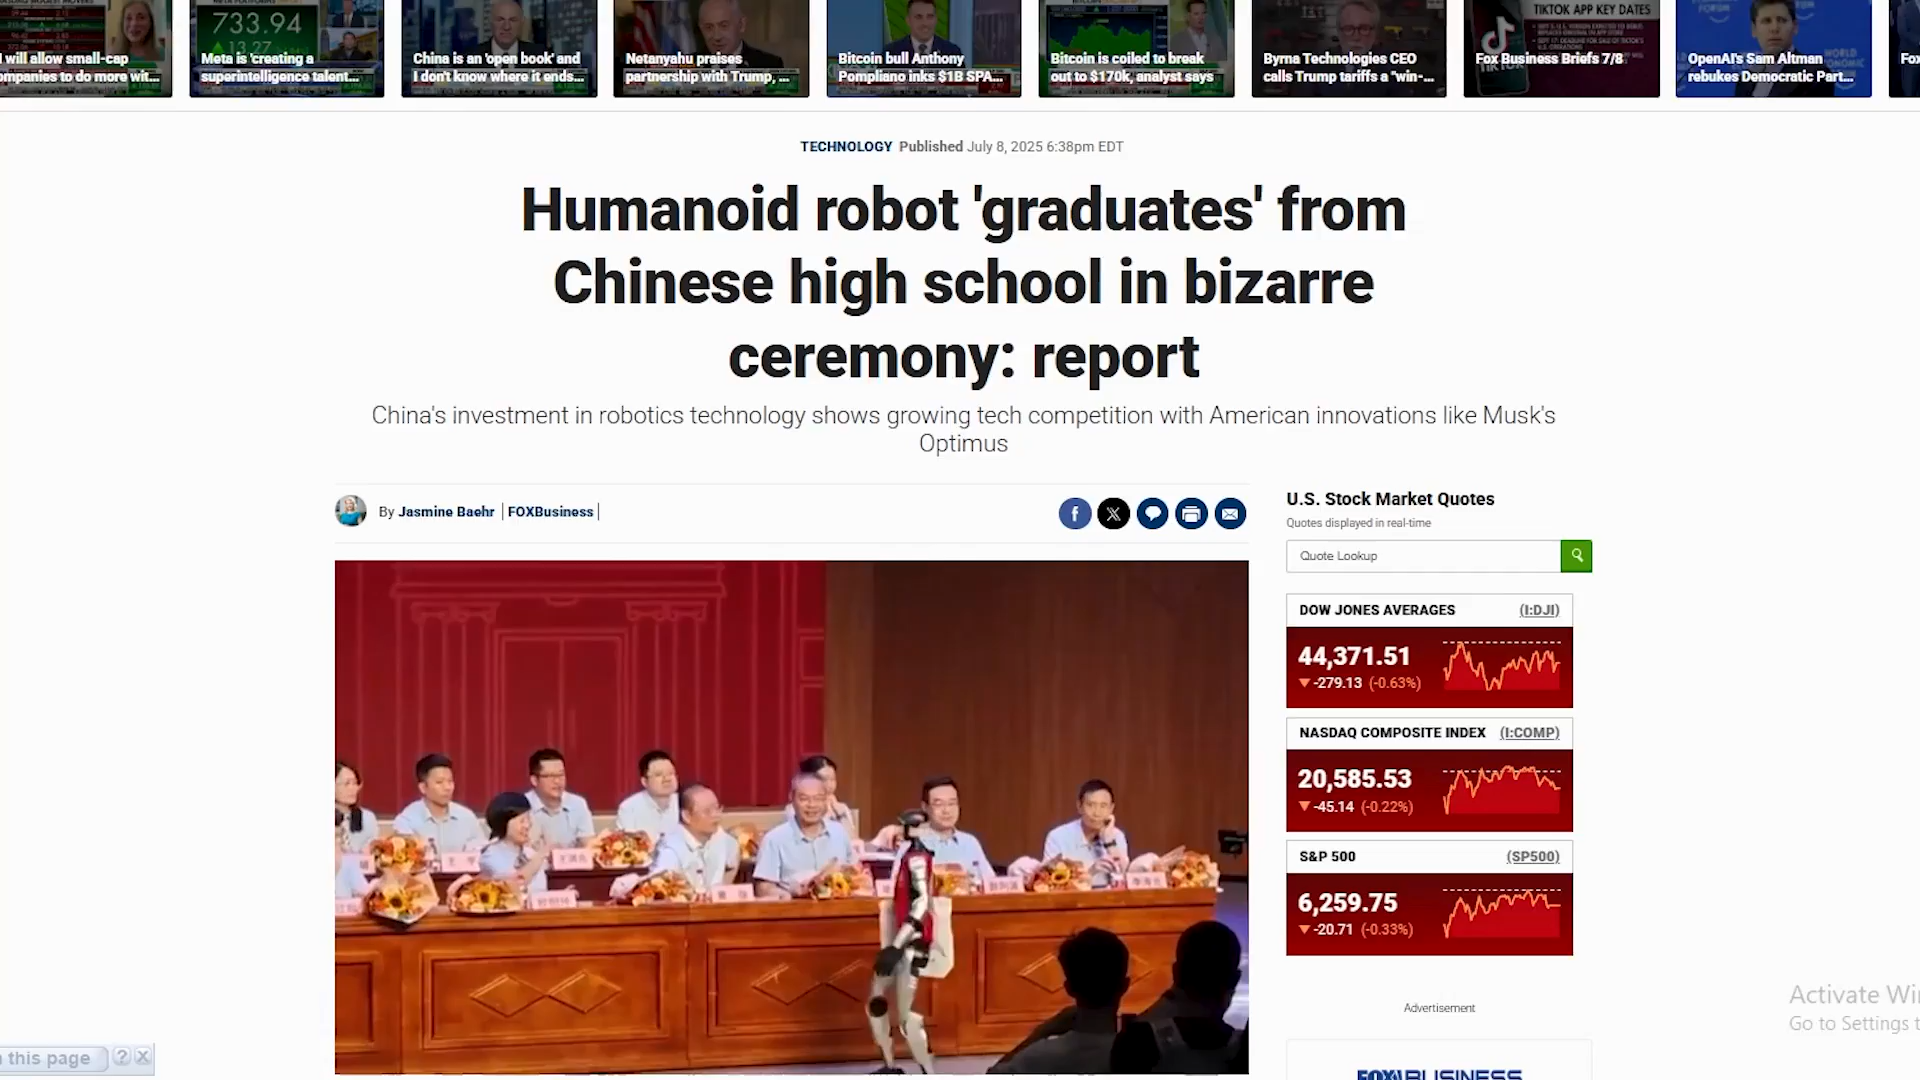 733.94
13.27
TIKTOK APP KEY DATES
will allow small-cap
mpanies to do more wit...
Meta is 'creating a
superintelligence talent...
China is an 'open book' and
I don't know where it ends...
Netanyahu praises
partnership with Trump, ...
Bitcoin bull Anthony
Pompliano inks $1B SPA...
Bitcoin is coiled to break
out to $170k, analyst says
Byrna Technologies CEO
calls Trump tariffs a "win-...
Fox Business Briefs 7/8
OpenAI's Sam Altman
rebukes Democratic Part...
Fox
TECHNOLOGY Published July 8, 2025 6:38pm EDT
Humanoid robot 'graduates' from
Chinese high school in bizarre
ceremony: report
China's investment in robotics technology shows growing tech competition with American innovations like Musk's
Optimus
By Jasmine Baehr | FOXBusiness |
U.S. Stock Market Quotes
Quotes displayed in real-time
Quote Lookup
DOW JONES AVERAGES (I:DJI)
44,371.51
▼-279.13 (-0.63%)
NASDAQ COMPOSITE INDEX (I:COMP)
20,585.53
▼-45.14 (-0.22%)
S&P 500 (SP500)
6,259.75
▼-20.71 (-0.33%)
Advertisement
FOX BUSINESS
Activate Wi
Go to Settings t
this page ? X